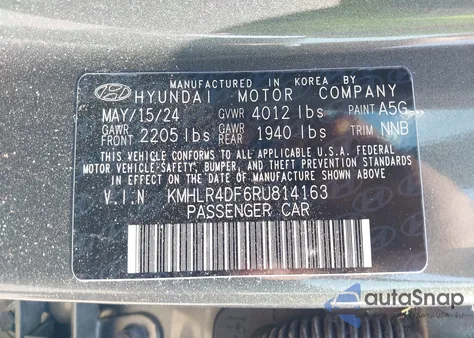 MANUFACTURED IN KOREA BY
HYUNDAI MOTOR COMPANY
MAY/15/24 GVWR 4012 lbs PAINT A5G
GAWR FRONT 2205 lbs GAWR REAR 1940 lbs TRIM NNB
THIS VEHICLE CONFORMS TO ALL APPLICABLE U.S.A. FEDERAL
MOTOR VEHICLE-SAFETY, BUMPER, AND THEFT PREVENTION STANDARDS
IN EFFECT ON THE DATE OF MANUFACTURE SHOWN ABOVE.
V.I.N KMHLR4DF6RU814163
PASSENGER CAR
autoSnap